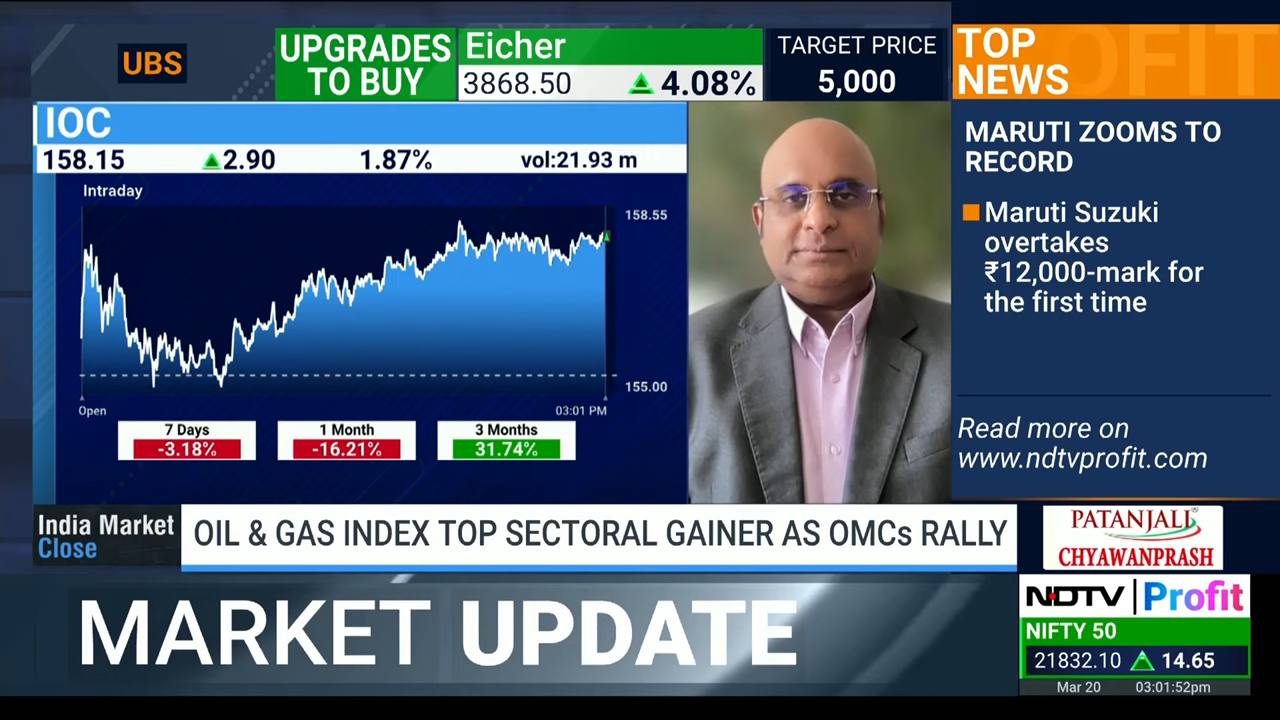 UBS
UPGRADES
TO BUY
Eicher
3868.50 4.08%
TARGET PRICE
5,000
TOP
NEWS
IOC
158.15 2.90 1.87% vol:21.93 m
Intraday
158.55
155.00
Open 03:01 PM
7 Days
-3.18%
1 Month
-16.21%
3 Months
31.74%
MARUTI ZOOMS TO
RECORD
Maruti Suzuki
overtakes
₹12,000-mark for
the first time
Read more on
www.ndtvprofit.com
India Market
Close
OIL & GAS INDEX TOP SECTORAL GAINER AS OMCs RALLY
PATANJALI
CHYAWANPRASH
MARKET UPDATE
NDTV Profit
NIFTY 50
21832.10 14.65
Mar 20 03:01:52pm